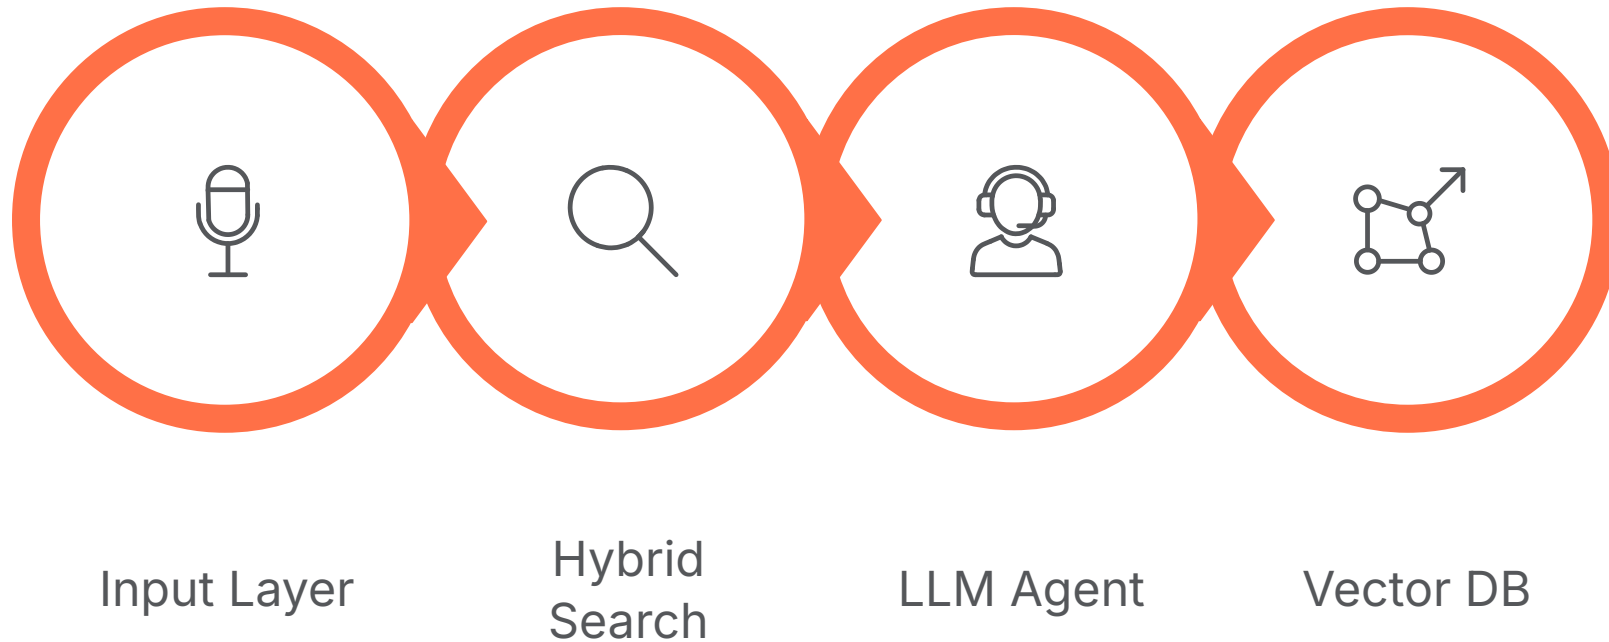 Input Layer
Hybrid
Search
LLM Agent
Vector DB